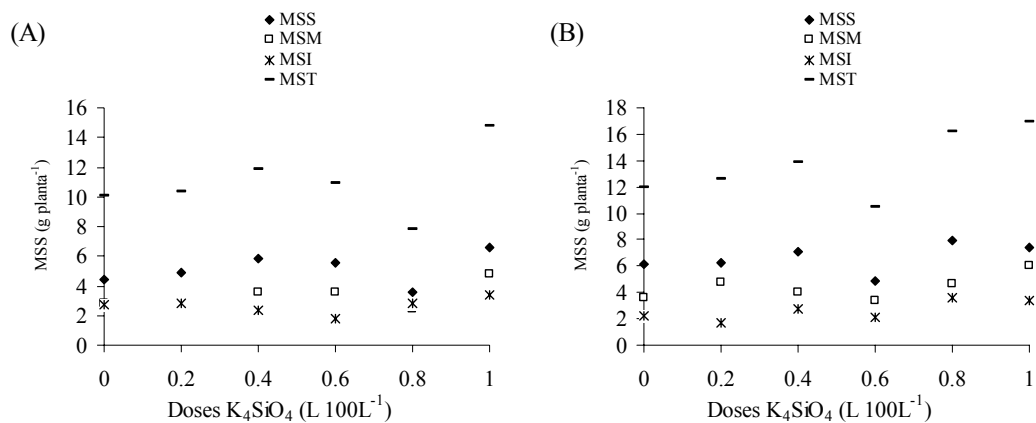 (A)
MSS
MSM
MSI
MST
16
14
12
10
8
6
4
2
0
MSS (g planta⁻¹)
0
0.2
0.4
0.6
0.8
1
Doses K₄SiO₄ (L 100L⁻¹)
(B)
MSS
MSM
MSI
MST
18
16
14
12
10
8
6
4
2
0
MSS (g planta⁻¹)
0
0.2
0.4
0.6
0.8
1
Doses K₄SiO₄ (L 100L⁻¹)